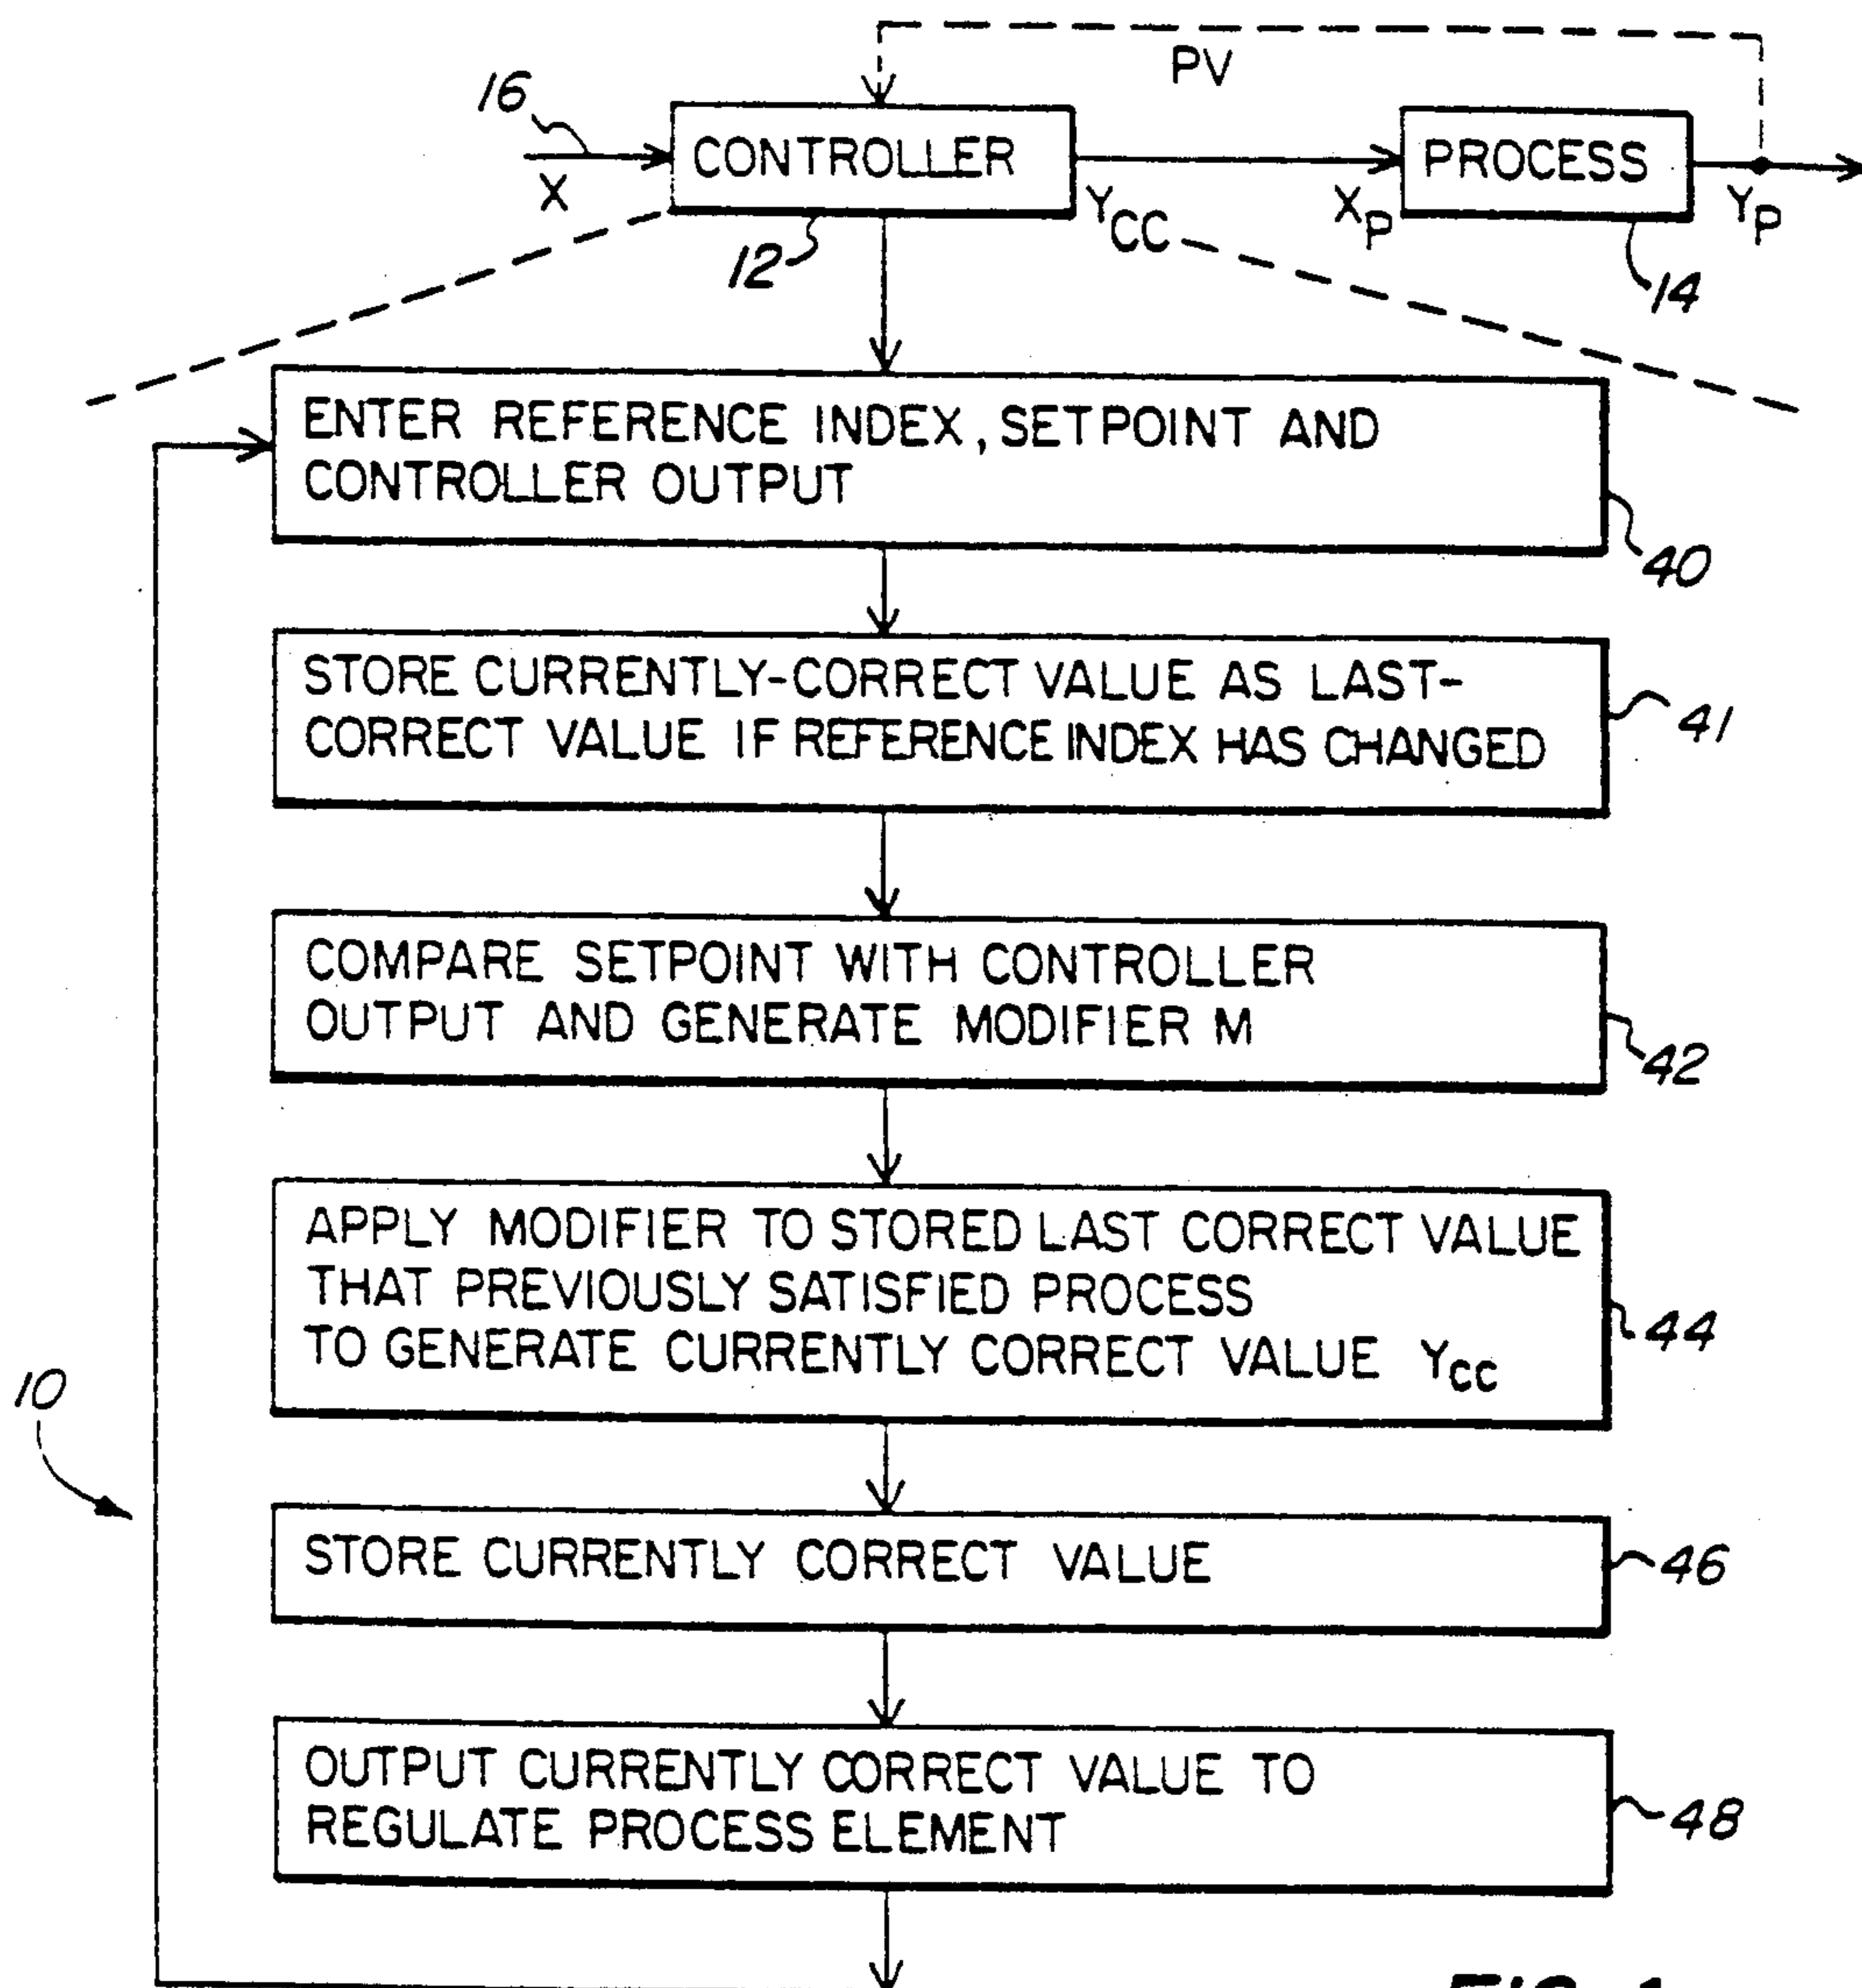 PV
16
CONTROLLER
PROCESS
X
YCC
XP
YP
12
14
ENTER REFERENCE INDEX, SETPOINT AND
CONTROLLER OUTPUT
40
STORE CURRENTLY-CORRECT VALUE AS LAST-
CORRECT VALUE IF REFERENCE INDEX HAS CHANGED
41
COMPARE SETPOINT WITH CONTROLLER
OUTPUT AND GENERATE MODIFIER M
42
APPLY MODIFIER TO STORED LAST CORRECT VALUE
THAT PREVIOUSLY SATISFIED PROCESS
TO GENERATE CURRENTLY CORRECT VALUE YCC
44
10
STORE CURRENTLY CORRECT VALUE
46
OUTPUT CURRENTLY CORRECT VALUE TO
REGULATE PROCESS ELEMENT
48